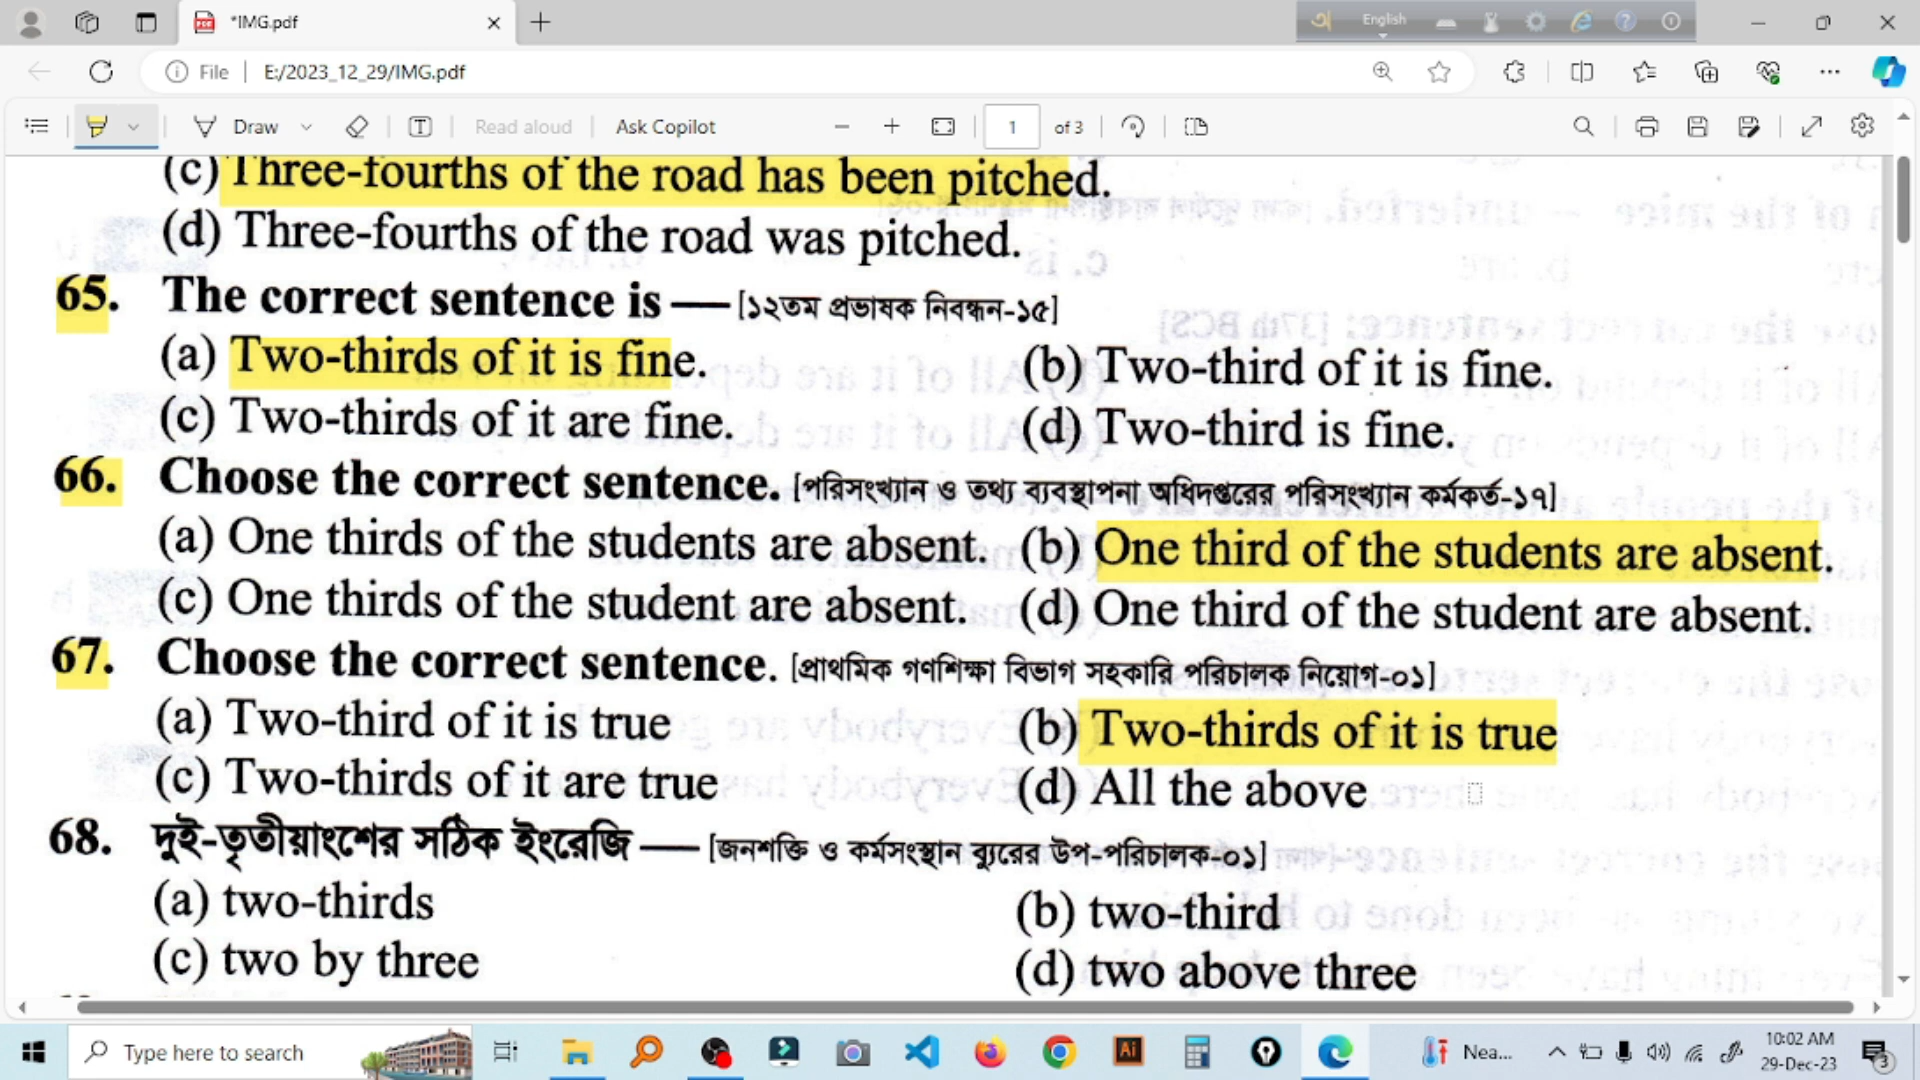 *IMG.pdf
English
File
E:/2023_12_29/IMG.pdf
Draw
Read aloud
Ask Copilot
1
of 3
(c) Three-fourths of the road has been pitched.
(d) Three-fourths of the road was pitched.
65. The correct sentence is — [১২তম প্রভাষক নিবন্ধন-১৫]
(a) Two-thirds of it is fine. (b) Two-third of it is fine.
(c) Two-thirds of it are fine. (d) Two-third is fine.
66. Choose the correct sentence. [পরিসংখ্যান ও তথ্য ব্যবস্থাপনা অধিদপ্তরের পরিসংখ্যান কর্মকর্ত-১৭]
(a) One thirds of the students are absent. (b) One third of the students are absent.
(c) One thirds of the student are absent. (d) One third of the student are absent.
67. Choose the correct sentence. [প্রাথমিক গণশিক্ষা বিভাগ সহকারি পরিচালক নিয়োগ-০১]
(a) Two-third of it is true (b) Two-thirds of it is true
(c) Two-thirds of it are true (d) All the above
68. দুই-তৃতীয়াংশের সঠিক ইংরেজি — [জনশক্তি ও কর্মসংস্থান ব্যুরের উপ-পরিচালক-০১]
(a) two-thirds (b) two-third
(c) two by three (d) two above three
Type here to search
Ai
Nea...
10:02 AM
29-Dec-23
3